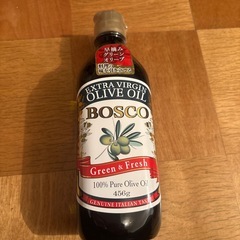 早摘み
グリーン
オリーブ
EXTRA VIRGIN
OLIVE OIL
BOSCO
Green & Fresh
100% Pure Olive Oil
456g
GENUINE ITALIAN TASTE